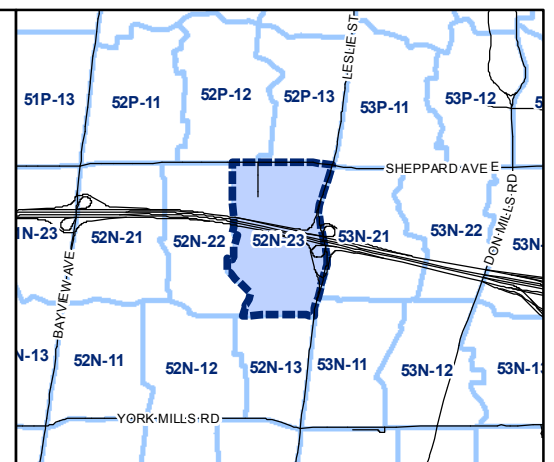 LESLIE ST
51P-13
52P-11
52P-12
52P-13
53P-11
53P-12
5
SHEPPARD AVE E
1N-23
52N-21
52N-22
52N-23
53N-21
53N-22
53N-
DON MILLS RD
BAYVIEW AVE
N-13
52N-11
52N-12
52N-13
53N-11
53N-12
53N-1
YORK MILLS RD